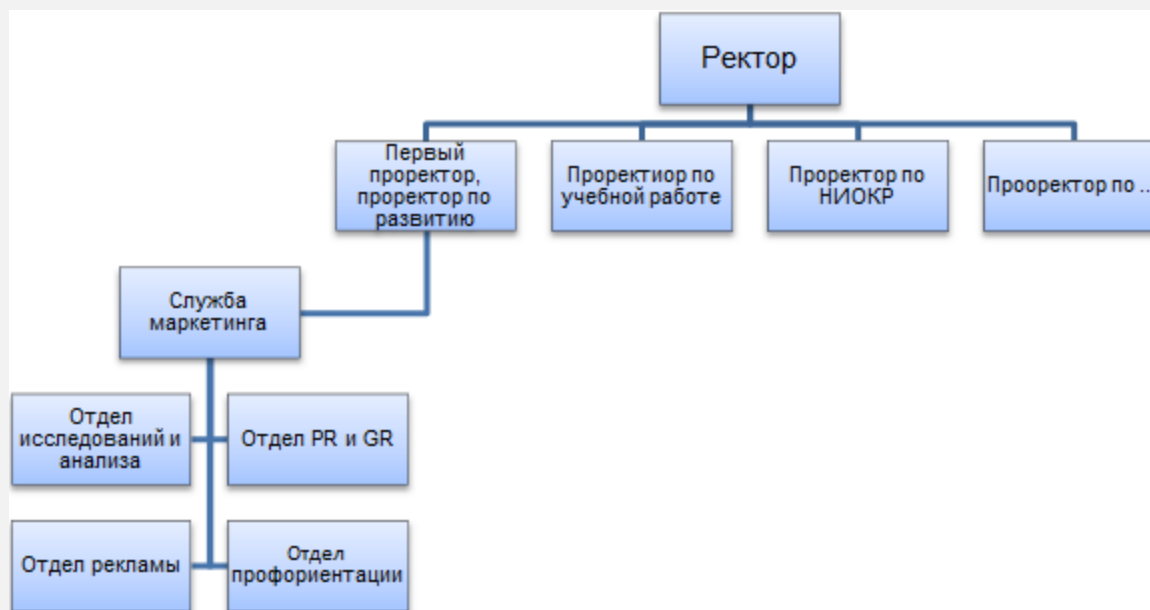 Ректор
Первый
проректор,
проректор по
развитию
Проректиор по
учебной работе
Проректор по
НИОКР
Прооректор по ...
Служба
маркетинга
Отдел
исследований и
анализа
Отдел PR и GR
Отдел рекламы
Отдел
профориентации